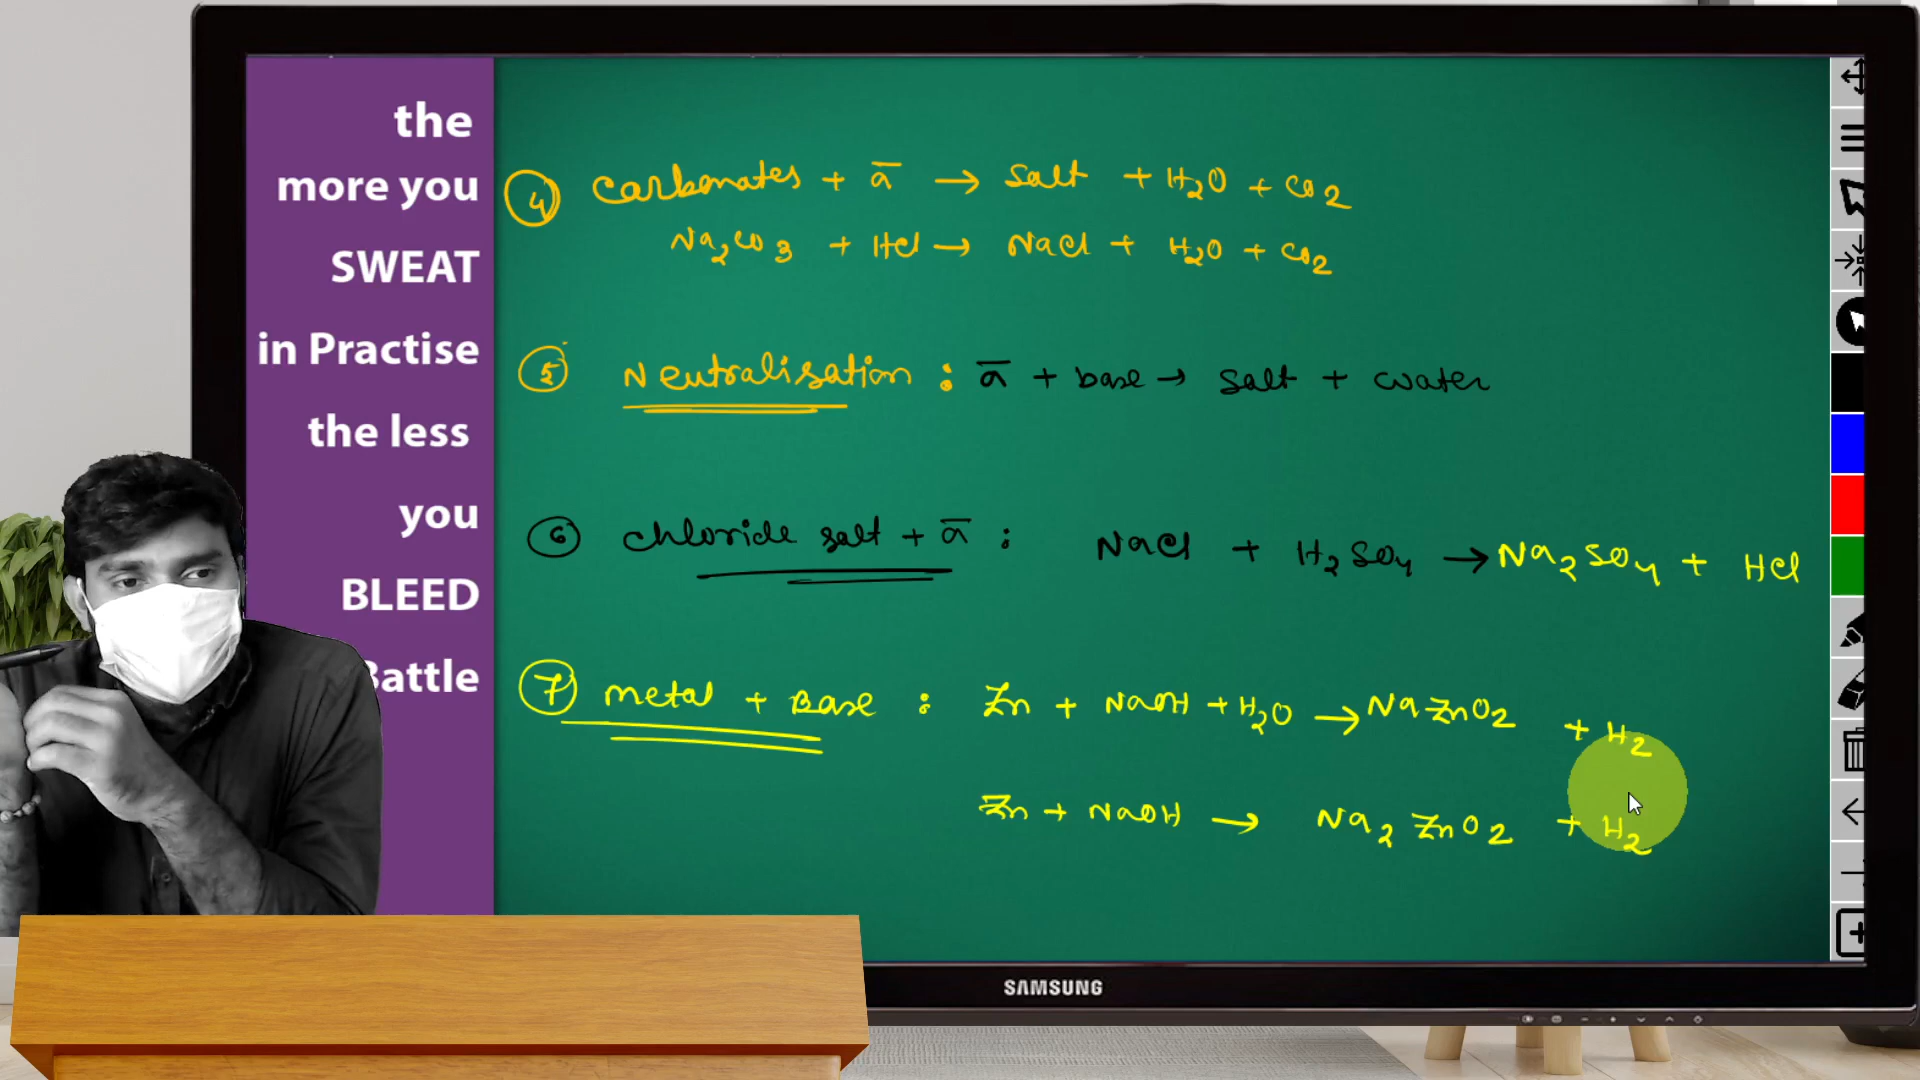 the
more you
SWEAT
in Practise
the less
you
BLEED
Battle
④ Carbonates + a̅ → Salt + H₂O + CO₂
Na₂CO₃ + HCl → NaCl + H₂O + CO₂
⑤ Neutralisation : a̅ + base → Salt + water
⑥ chloride salt + a̅ : NaCl + H₂SO₄ → Na₂SO₄ + HCl
⑦ metal + Base : Zn + NaOH + H₂O → NaZnO₂ + H₂
Zn + NaOH → Na₂ZnO₂ + H₂
SAMSUNG